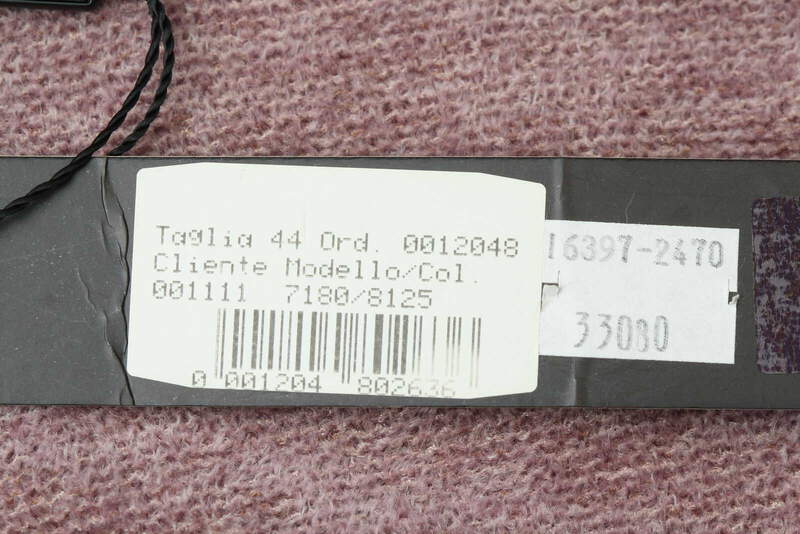 Taglia 44 Ord. 0012048
Cliente Modello/Col.
001111 7180/8125
0 001204 802636
16397-2470
33080